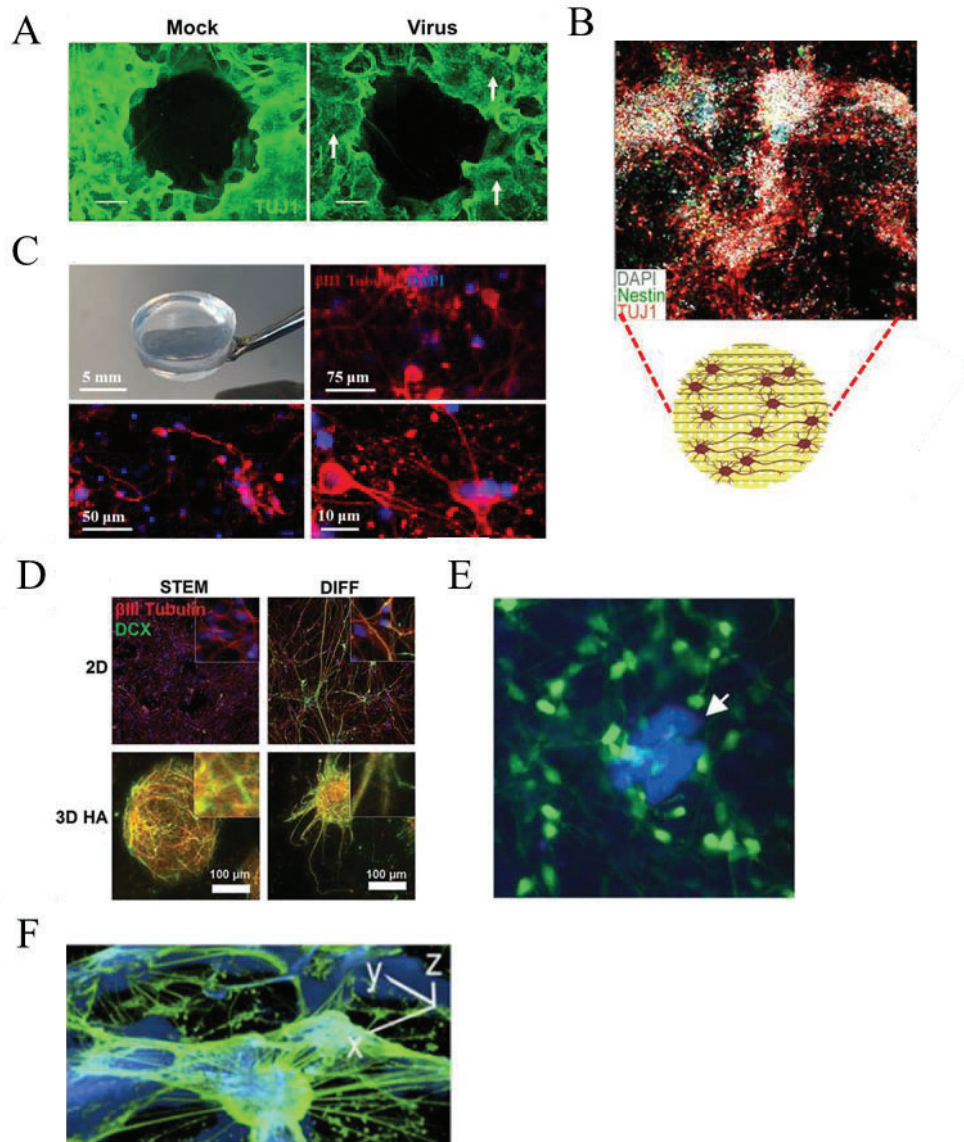 A
Mock
Virus
TUJ1
B
DAPI
Nestin
TUJ1
C
5 mm
βIII Tubulin DAPI
75 µm
50 µm
10 µm
D
STEM
DIFF
βIII Tubulin
DCX
2D
3D HA
100 µm
100 µm
E
F
y
z
x